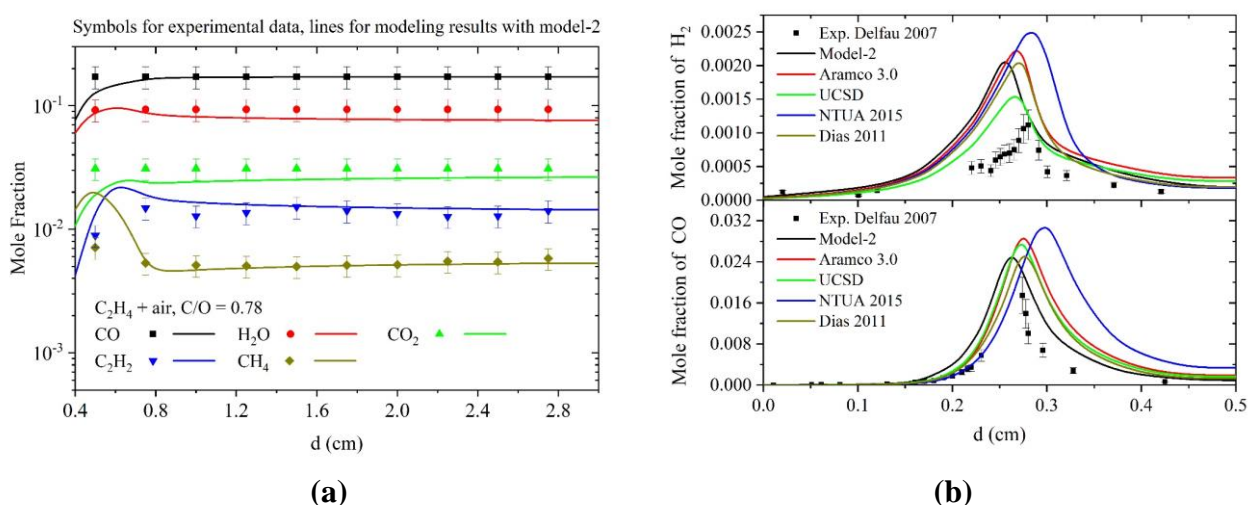 Symbols for experimental data, lines for modeling results with model-2
Mole Fraction
10⁻¹
10⁻²
10⁻³
C₂H₄ + air, C/O = 0.78
CO H₂O CO₂
C₂H₂ CH₄
0.4 0.8 1.2 1.6 2.0 2.4 2.8
d (cm)
(a)
Mole fraction of H₂
0.0025
0.0020
0.0015
0.0010
0.0005
0.0000
Exp. Delfau 2007
Model-2
Aramco 3.0
UCSD
NTUA 2015
Dias 2011
Mole fraction of CO
0.032
0.024
0.016
0.008
0.000
Exp. Delfau 2007
Model-2
Aramco 3.0
UCSD
NTUA 2015
Dias 2011
0.0 0.1 0.2 0.3 0.4 0.5
d (cm)
(b)